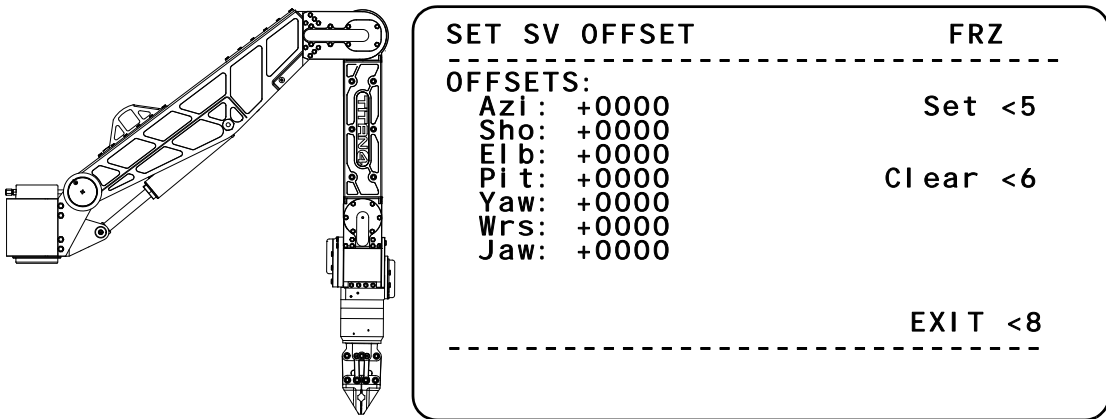 TITAN4
SET SV OFFSET FRZ
--------------------------------
OFFSETS:
Azi: +0000 Set <5
Sho: +0000
Elb: +0000
Pit: +0000 Clear <6
Yaw: +0000
Wrs: +0000
Jaw: +0000
EXIT <8
--------------------------------